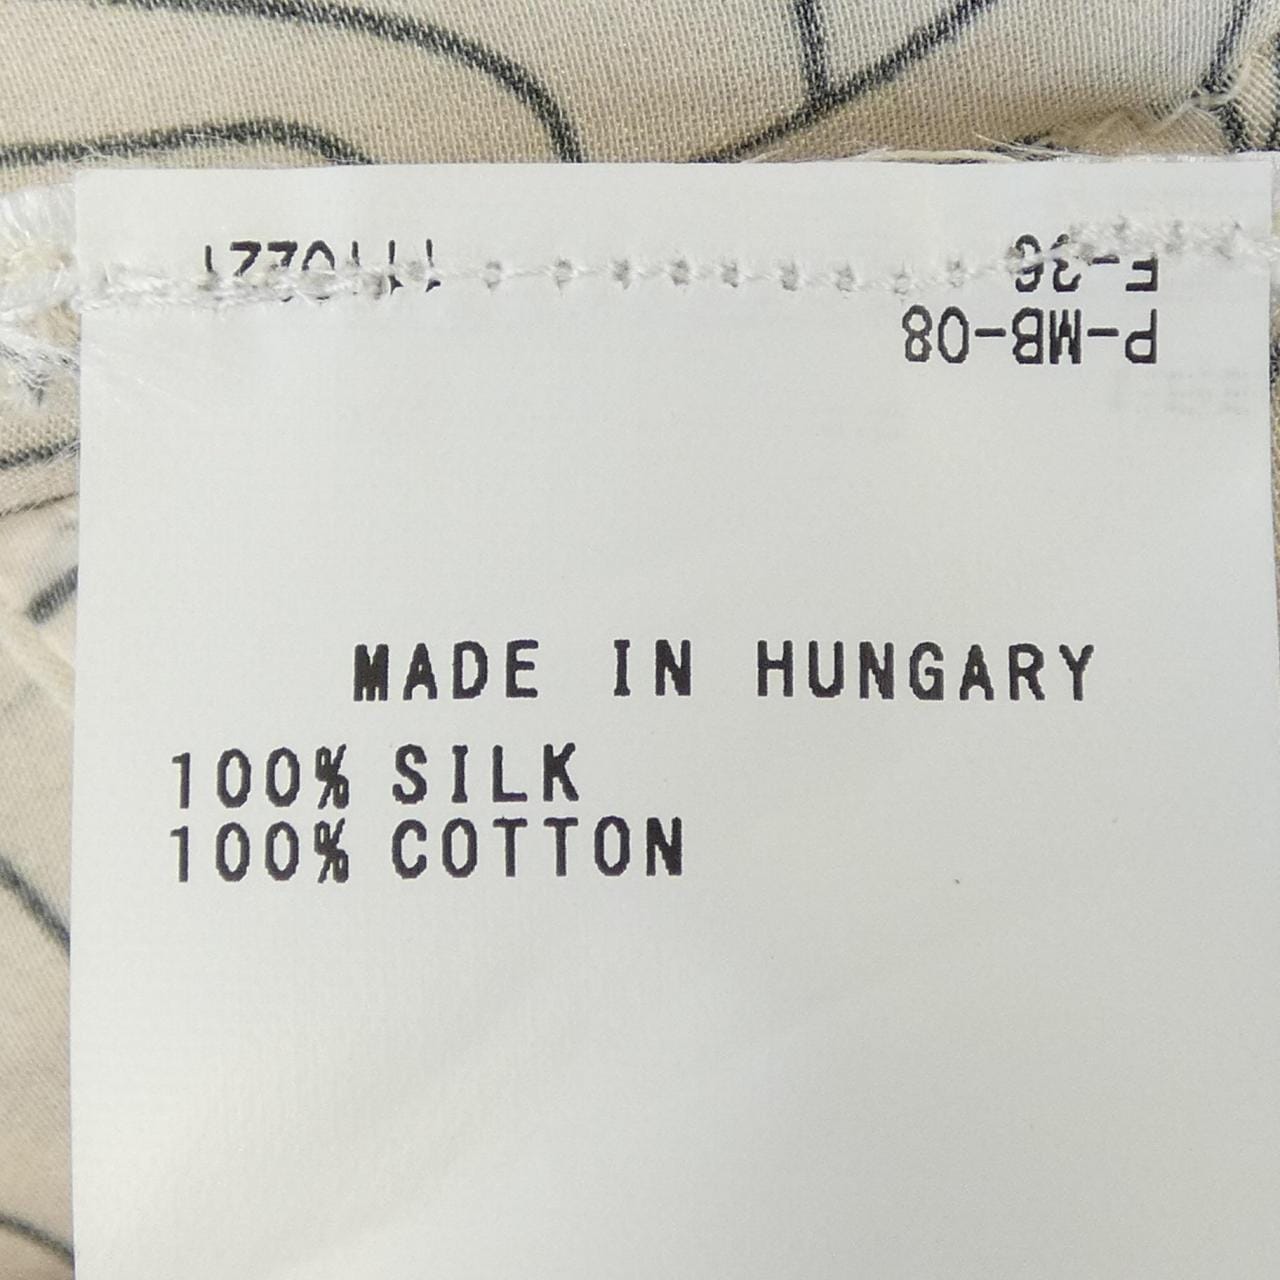 P-MB-08
MADE IN HUNGARY
100% SILK
100% COTTON